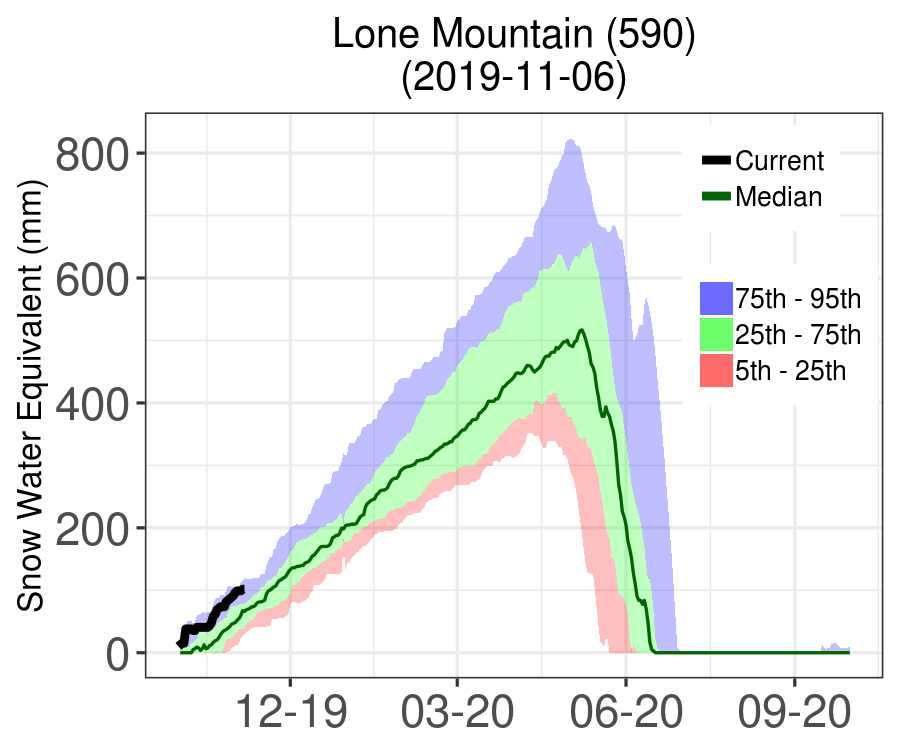 Lone Mountain (590)
(2019-11-06)
Snow Water Equivalent (mm)
800
600
400
200
0
12-19
03-20
06-20
09-20
Current
Median
75th - 95th
25th - 75th
5th - 25th